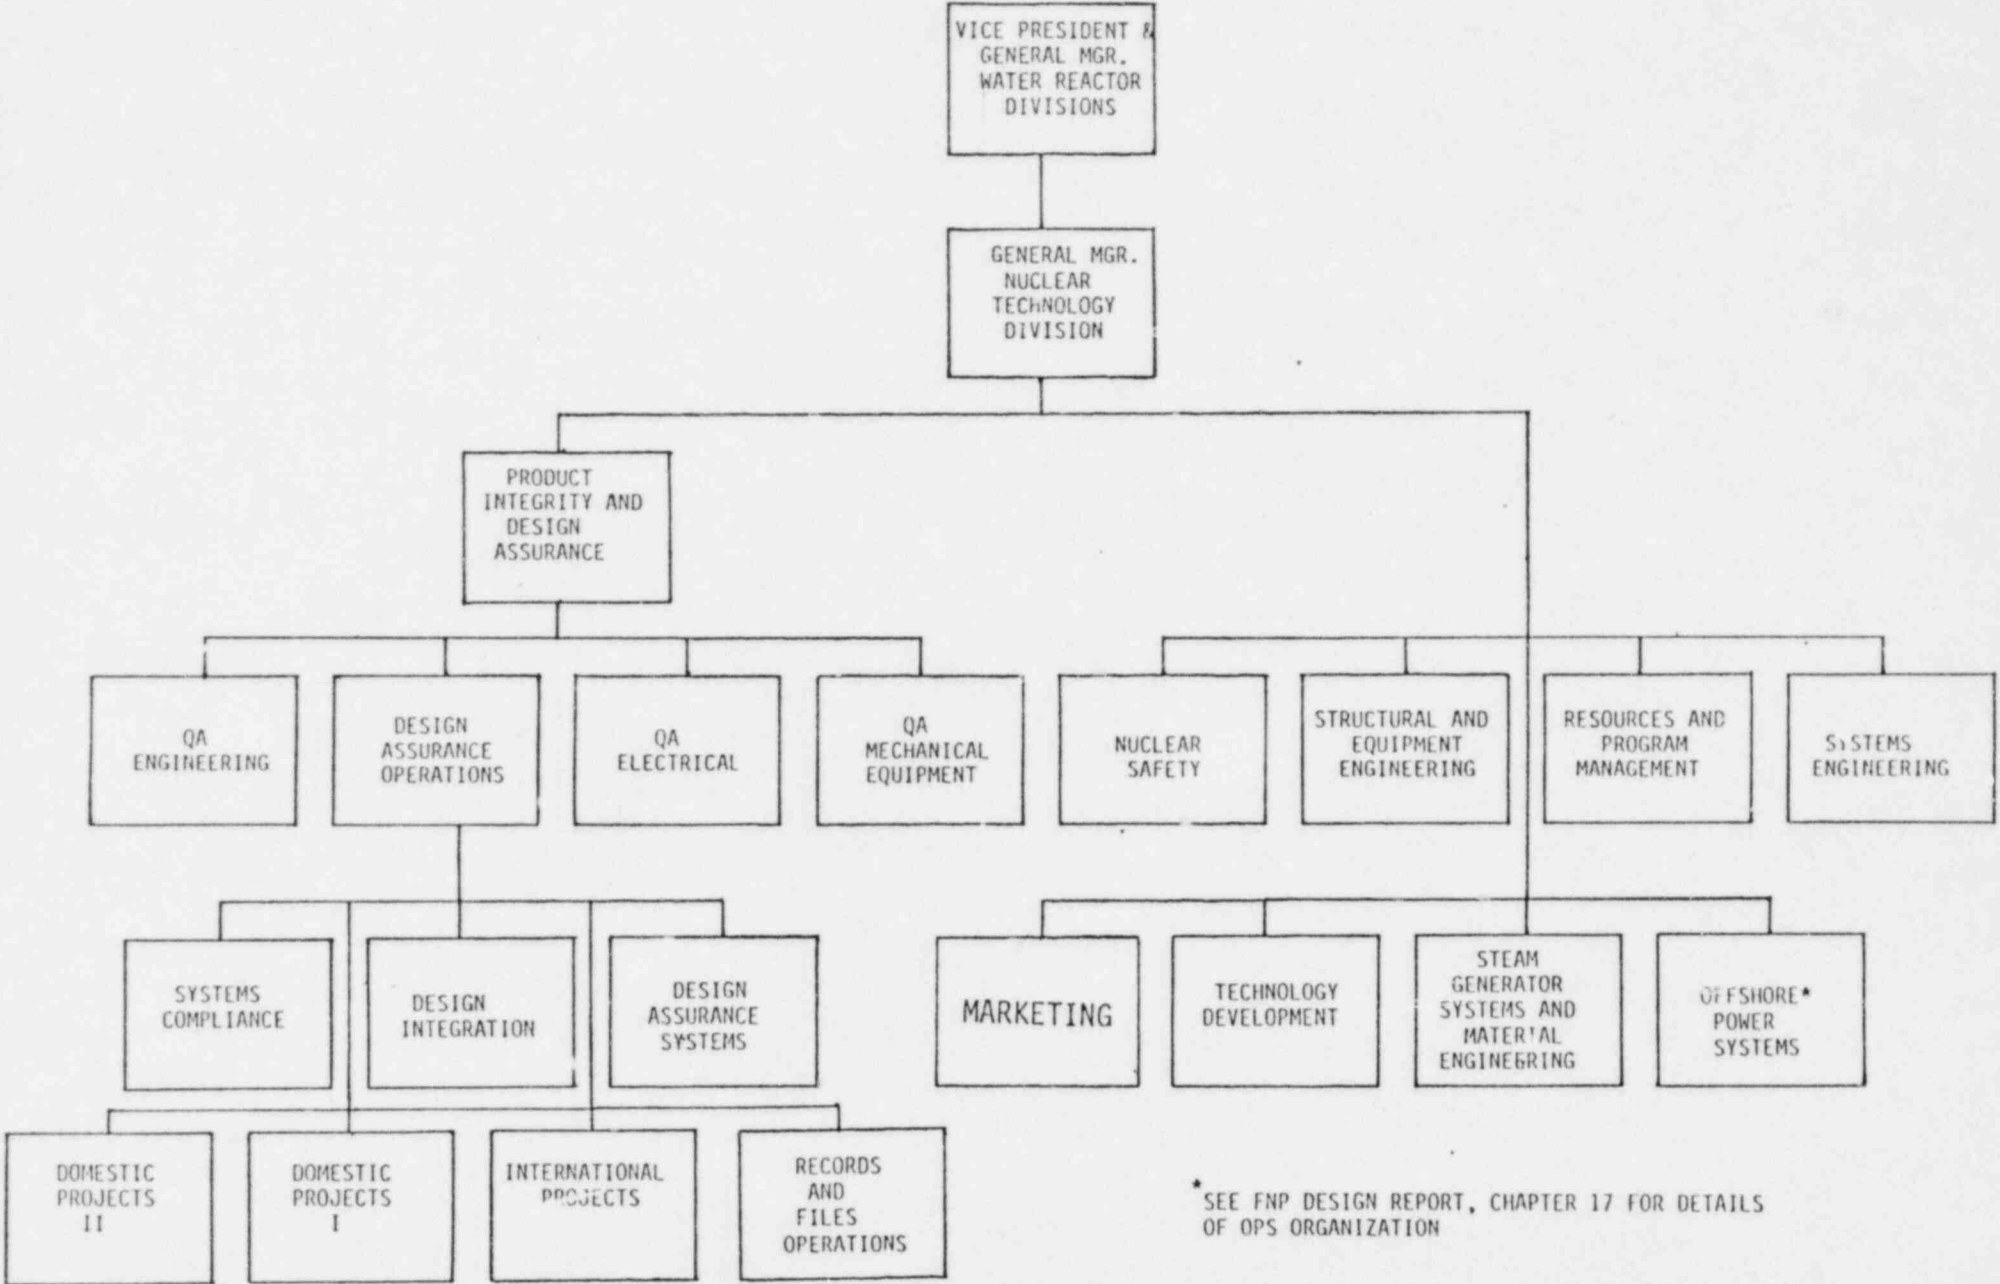 VICE PRESIDENT &
GENERAL MGR.
WATER REACTOR
DIVISIONS
GENERAL MGR.
NUCLEAR
TECHNOLOGY
DIVISION
PRODUCT
INTEGRITY AND
DESIGN
ASSURANCE
QA
ENGINEERING
DESIGN
ASSURANCE
OPERATIONS
QA
ELECTRICAL
QA
MECHANICAL
EQUIPMENT
NUCLEAR
SAFETY
STRUCTURAL AND
EQUIPMENT
ENGINEERING
RESOURCES AND
PROGRAM
MANAGEMENT
SYSTEMS
ENGINEERING
SYSTEMS
COMPLIANCE
DESIGN
INTEGRATION
DESIGN
ASSURANCE
SYSTEMS
MARKETING
TECHNOLOGY
DEVELOPMENT
STEAM
GENERATOR
SYSTEMS AND
MATERIAL
ENGINEERING
OFFSHORE*
POWER
SYSTEMS
DOMESTIC
PROJECTS
II
DOMESTIC
PROJECTS
I
INTERNATIONAL
PROJECTS
RECORDS
AND
FILES
OPERATIONS
*SEE FNP DESIGN REPORT, CHAPTER 17 FOR DETAILS
OF OPS ORGANIZATION